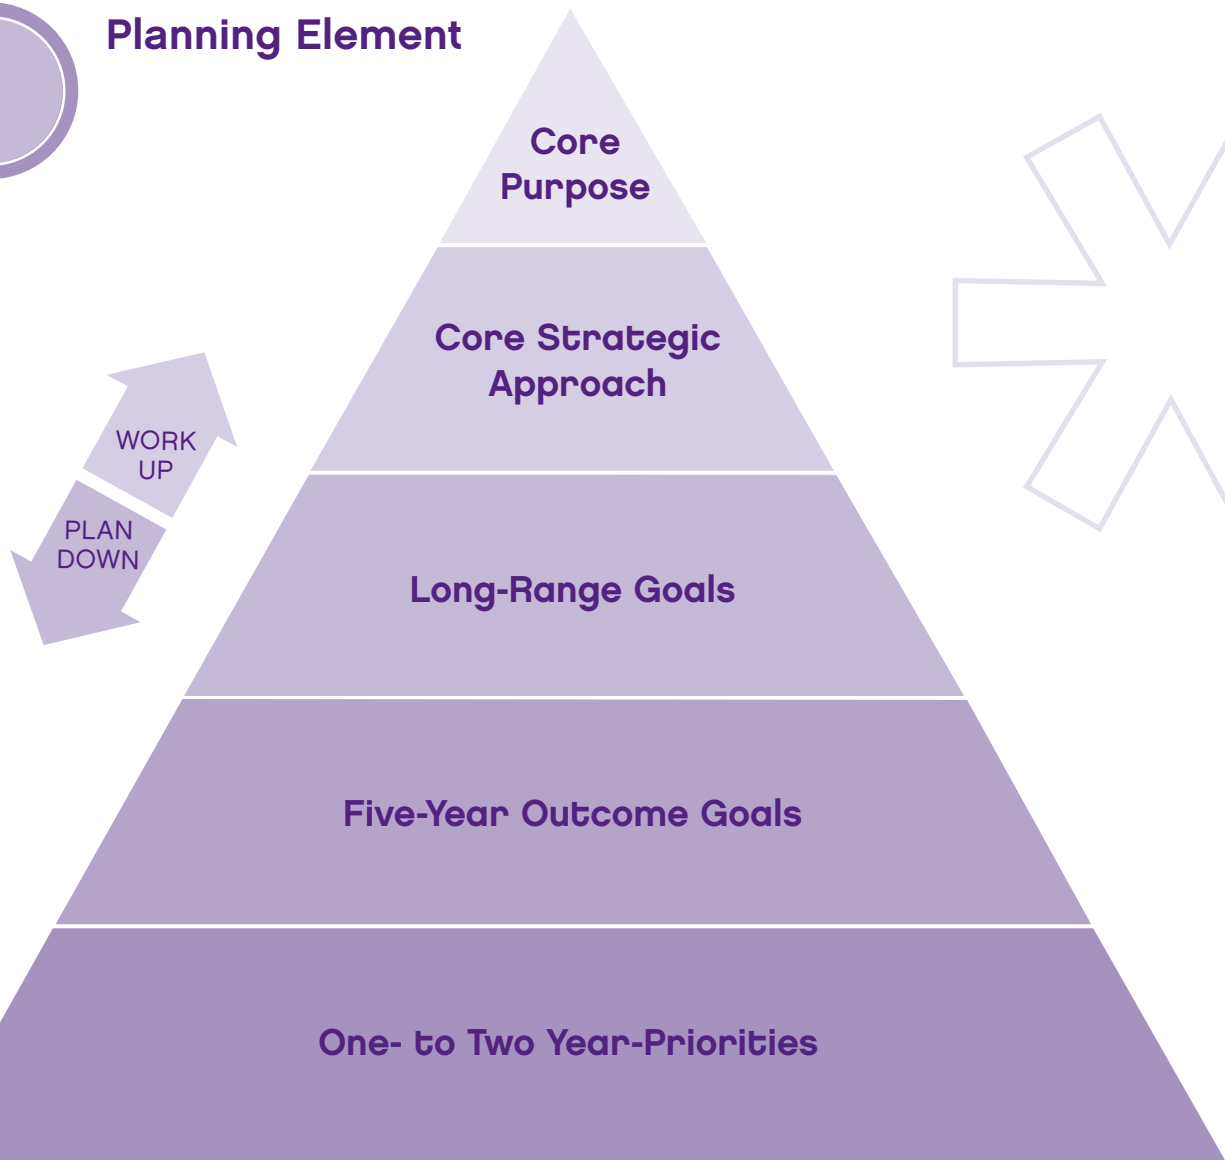 Planning Element
Core
Purpose
Core Strategic
Approach
WORK
UP
PLAN
DOWN
Long-Range Goals
Five-Year Outcome Goals
One- to Two Year-Priorities